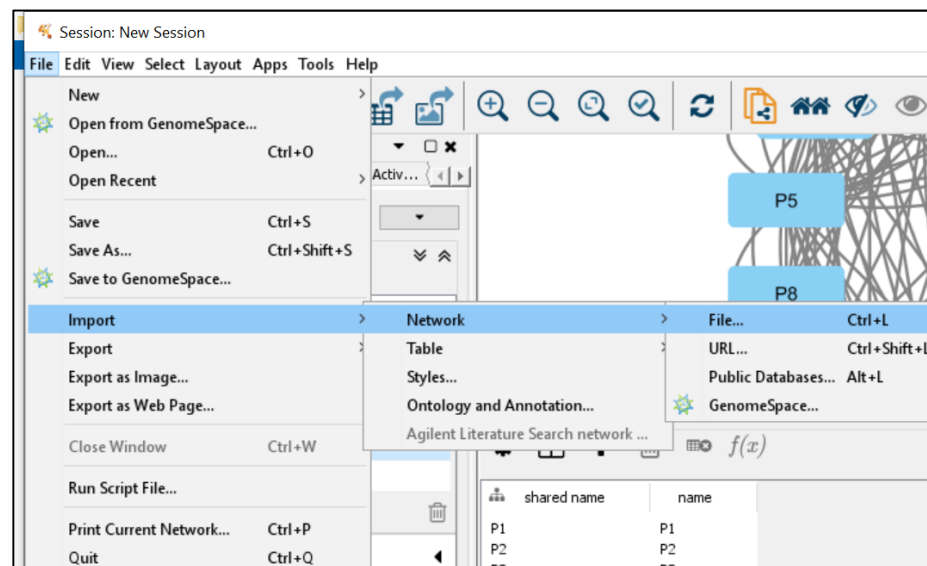 Session: New Session
File Edit View Select Layout Apps Tools Help
New
Open from GenomeSpace...
Open... Ctrl+O
Open Recent
Activ...
Save Ctrl+S
Save As... Ctrl+Shift+S
Save to GenomeSpace...
P5
P8
Import Network File... Ctrl+L
Export Table URL... Ctrl+Shift+L
Export as Image... Styles... Public Databases... Alt+L
Export as Web Page... Ontology and Annotation... GenomeSpace...
Agilent Literature Search network ...
Close Window Ctrl+W f(x)
Run Script File...
shared name name
Print Current Network... Ctrl+P P1 P1
P2 P2
Quit Ctrl+Q